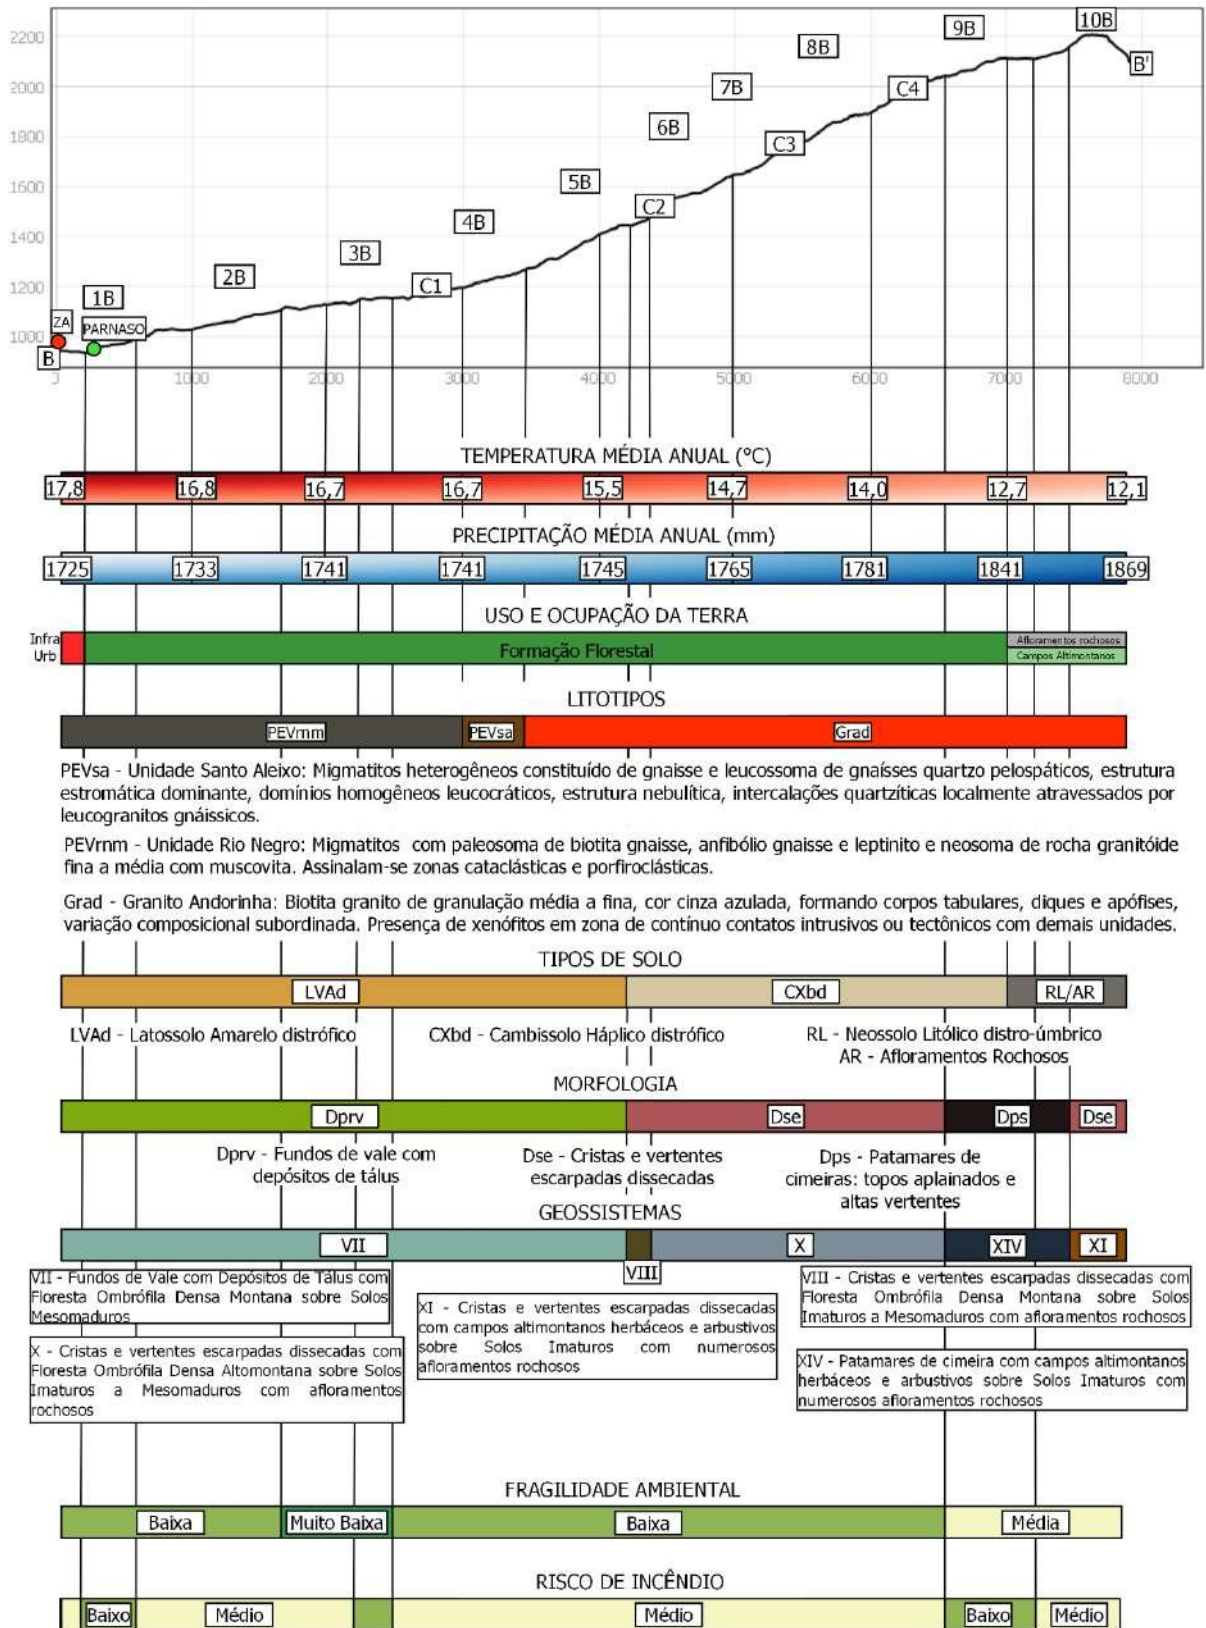 2200
2000
1800
1600
1400
1200
1000
10B
9B
B'
8B
7B
C4
6B
C3
5B
C2
4B
3B
2B
C1
1B
ZA
PARNASO
B
0 1000 2000 3000 4000 5000 6000 7000 8000
TEMPERATURA MÉDIA ANUAL (°C)
17,8 16,8 16,7 16,7 15,5 14,7 14,0 12,7 12,1
PRECIPITAÇÃO MÉDIA ANUAL (mm)
1725 1733 1741 1741 1745 1765 1781 1841 1869
USO E OCUPAÇÃO DA TERRA
Infra
Urb
Formação Florestal
Afloramentos rochosos
Campos Altimontanos
LITOTIPOS
PEVrnm PEVsa Grad
PEVsa - Unidade Santo Aleixo: Migmatitos heterogêneos constituído de gnaisse e leucossoma de gnaísses quartzo pelospáticos, estrutura
estromática dominante, domínios homogêneos leucocráticos, estrutura nebulítica, intercalações quartzíticas localmente atravessados por
leucogranitos gnáissicos.
PEVrnm - Unidade Rio Negro: Migmatitos com paleosoma de biotita gnaisse, anfibólio gnaisse e leptinito e neosoma de rocha granitóide
fina a média com muscovita. Assinalam-se zonas cataclásticas e porfiroclásticas.
Grad - Granito Andorinha: Biotita granito de granulação média a fina, cor cinza azulada, formando corpos tabulares, diques e apófises,
variação composicional subordinada. Presença de xenófitos em zona de contínuo contatos intrusivos ou tectônicos com demais unidades.
TIPOS DE SOLO
LVAd CXbd RL/AR
LVAd - Latossolo Amarelo distrófico
CXbd - Cambissolo Háplico distrófico
RL - Neossolo Litólico distro-úmbrico
AR - Afloramentos Rochosos
MORFOLOGIA
Dprv Dse Dps Dse
Dprv - Fundos de vale com
depósitos de tálus
Dse - Cristas e vertentes
escarpadas dissecadas
Dps - Patamares de
cimeiras: topos aplainados e
altas vertentes
GEOSSISTEMAS
VII X XIV XI
VIII
VII - Fundos de Vale com Depósitos de Tálus com
Floresta Ombrófila Densa Montana sobre Solos
Mesomaduros
X - Cristas e vertentes escarpadas dissecadas com
Floresta Ombrófila Densa Altomontana sobre Solos
Imaturos a Mesomaduros com afloramentos
rochosos
XI - Cristas e vertentes escarpadas dissecadas
com campos altimontanos herbáceos e arbustivos
sobre Solos Imaturos com numerosos
afloramentos rochosos
VIII - Cristas e vertentes escarpadas dissecadas com
Floresta Ombrófila Densa Montana sobre Solos
Imaturos a Mesomaduros com afloramentos rochosos
XIV - Patamares de cimeira com campos altimontanos
herbáceos e arbustivos sobre Solos Imaturos com
numerosos afloramentos rochosos
FRAGILIDADE AMBIENTAL
Baixa Muito Baixa Baixa Média
RISCO DE INCÊNDIO
Baixo Médio Médio Baixo Médio